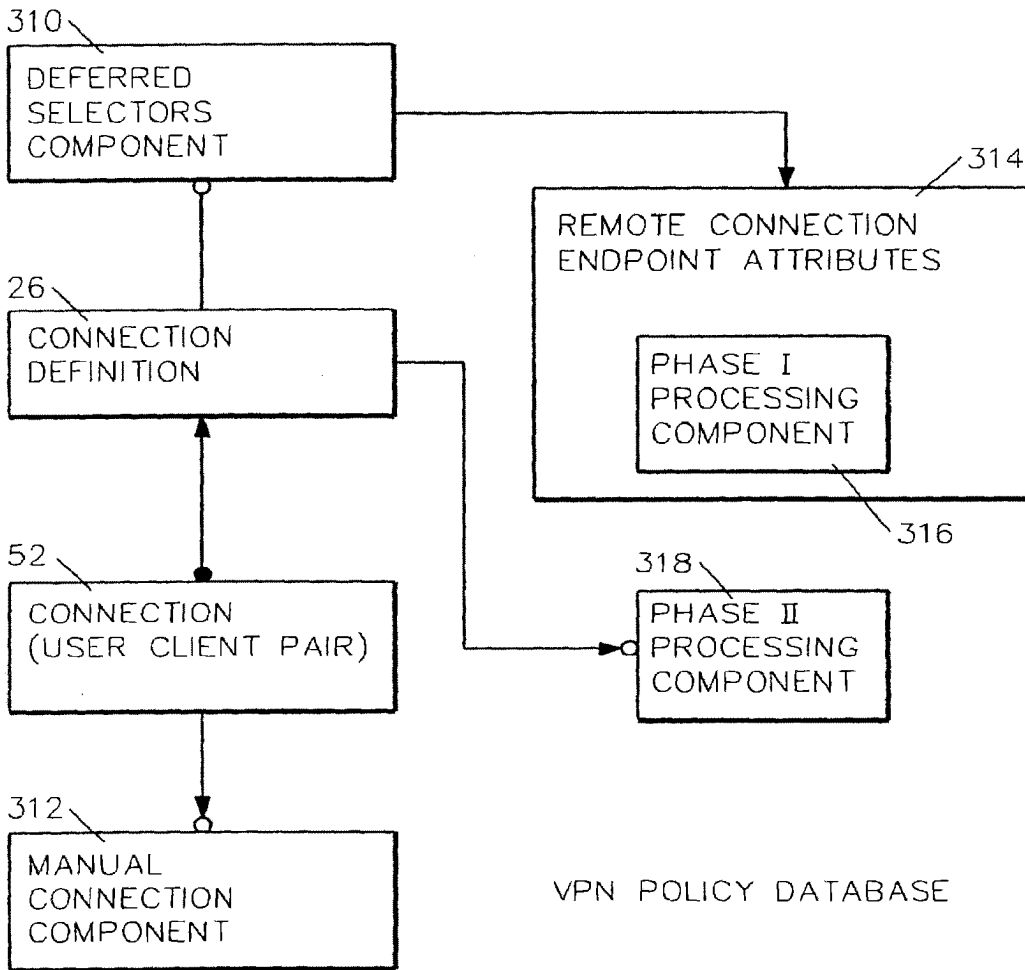 310
DEFERRED
SELECTORS
COMPONENT
314
REMOTE CONNECTION
ENDPOINT ATTRIBUTES
26
CONNECTION
DEFINITION
PHASE I
PROCESSING
COMPONENT
316
52
CONNECTION
(USER CLIENT PAIR)
318
PHASE II
PROCESSING
COMPONENT
312
MANUAL
CONNECTION
COMPONENT
VPN POLICY DATABASE